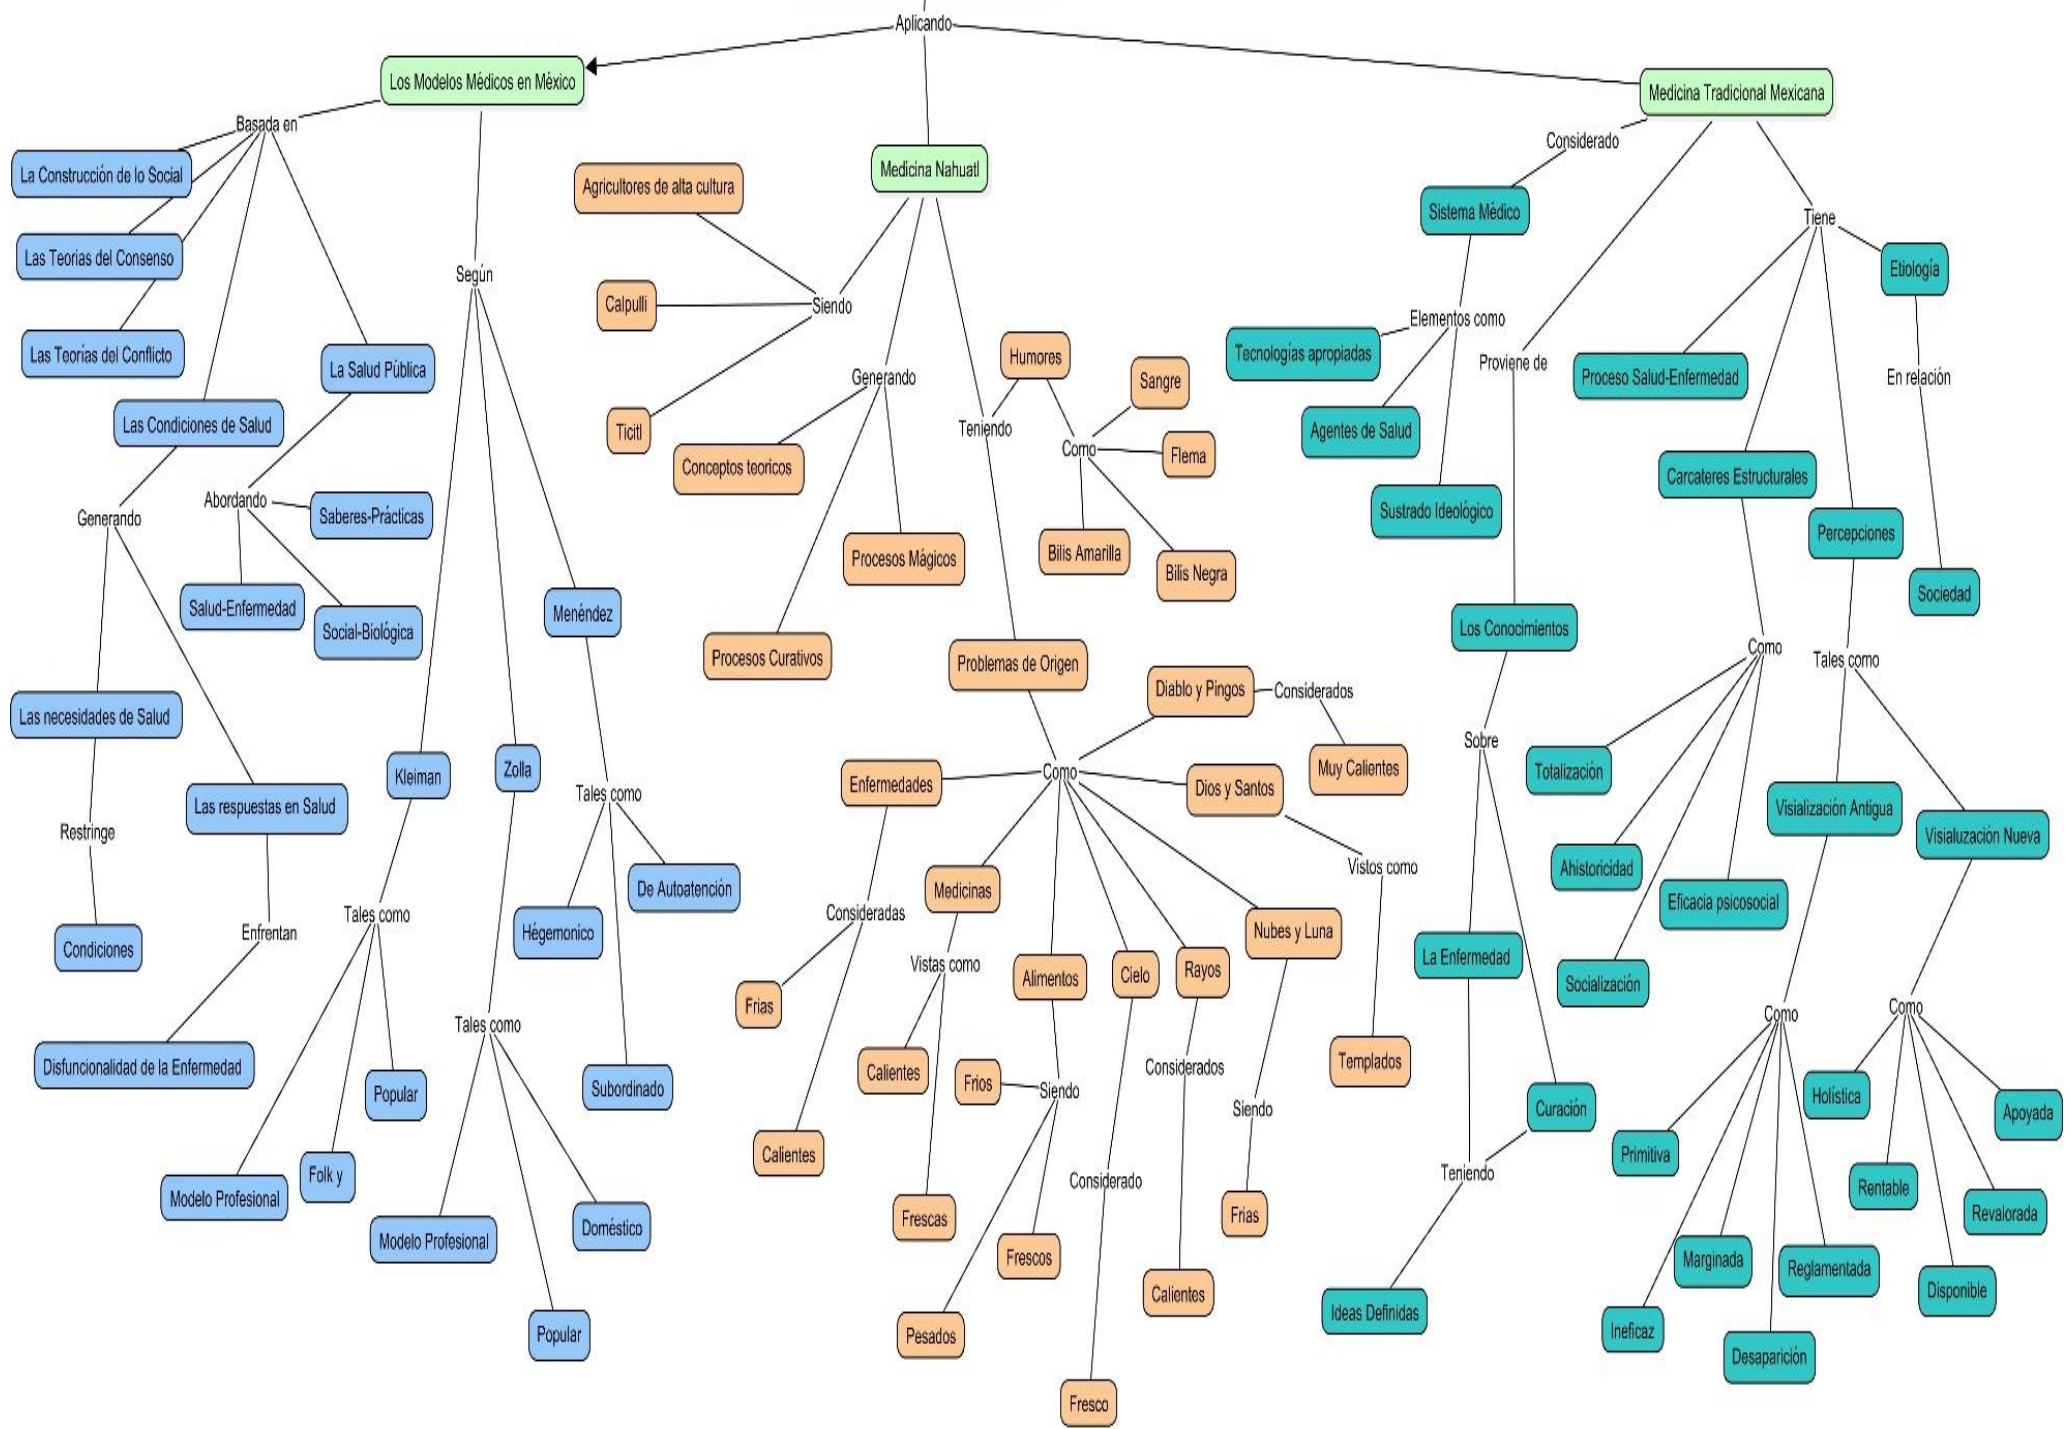 Aplicando
Los Modelos Médicos en México
Medicina Tradicional Mexicana
Medicina Nahuatl
Basada en
La Construcción de lo Social
Las Teorias del Consenso
Las Teorías del Conflicto
La Salud Pública
Las Condiciones de Salud
Abordando
Saberes-Prácticas
Salud-Enfermedad
Social-Biológica
Generando
Las necesidades de Salud
Restringe
Condiciones
Las respuestas en Salud
Enfrentan
Disfuncionalidad de la Enfermedad
Según
Kleiman
Tales como
Modelo Profesional
Folk y
Popular
Zolla
Tales como
Modelo Profesional
Popular
Doméstico
Menéndez
Tales como
Hégemonico
De Autoatención
Subordinado
Agricultores de alta cultura
Calpulli
Siendo
Ticitl
Generando
Conceptos teoricos
Procesos Mágicos
Procesos Curativos
Teniendo
Humores
Como
Sangre
Flema
Bilis Amarilla
Bilis Negra
Problemas de Origen
Como
Diablo y Pingos
Considerados
Muy Calientes
Enfermedades
Consideradas
Frias
Calientes
Medicinas
Vistas como
Calientes
Frescas
Alimentos
Siendo
Frios
Frescos
Pesados
Cielo
Considerado
Fresco
Rayos
Considerados
Calientes
Nubes y Luna
Siendo
Frias
Dios y Santos
Vistos como
Templados
Considerado
Sistema Médico
Elementos como
Tecnologías apropiadas
Agentes de Salud
Sustrado Ideológico
Proviene de
Los Conocimientos
Sobre
La Enfermedad
Curación
Teniendo
Ideas Definidas
Tiene
Etiología
En relación
Sociedad
Proceso Salud-Enfermedad
Carcateres Estructurales
Como
Totalización
Ahistoricidad
Socialización
Eficacia psicosocial
Percepciones
Tales como
Visialización Antigua
Como
Primitiva
Ineficaz
Marginada
Desaparición
Reglamentada
Visialuzación Nueva
Como
Holística
Rentable
Disponible
Revalorada
Apoyada